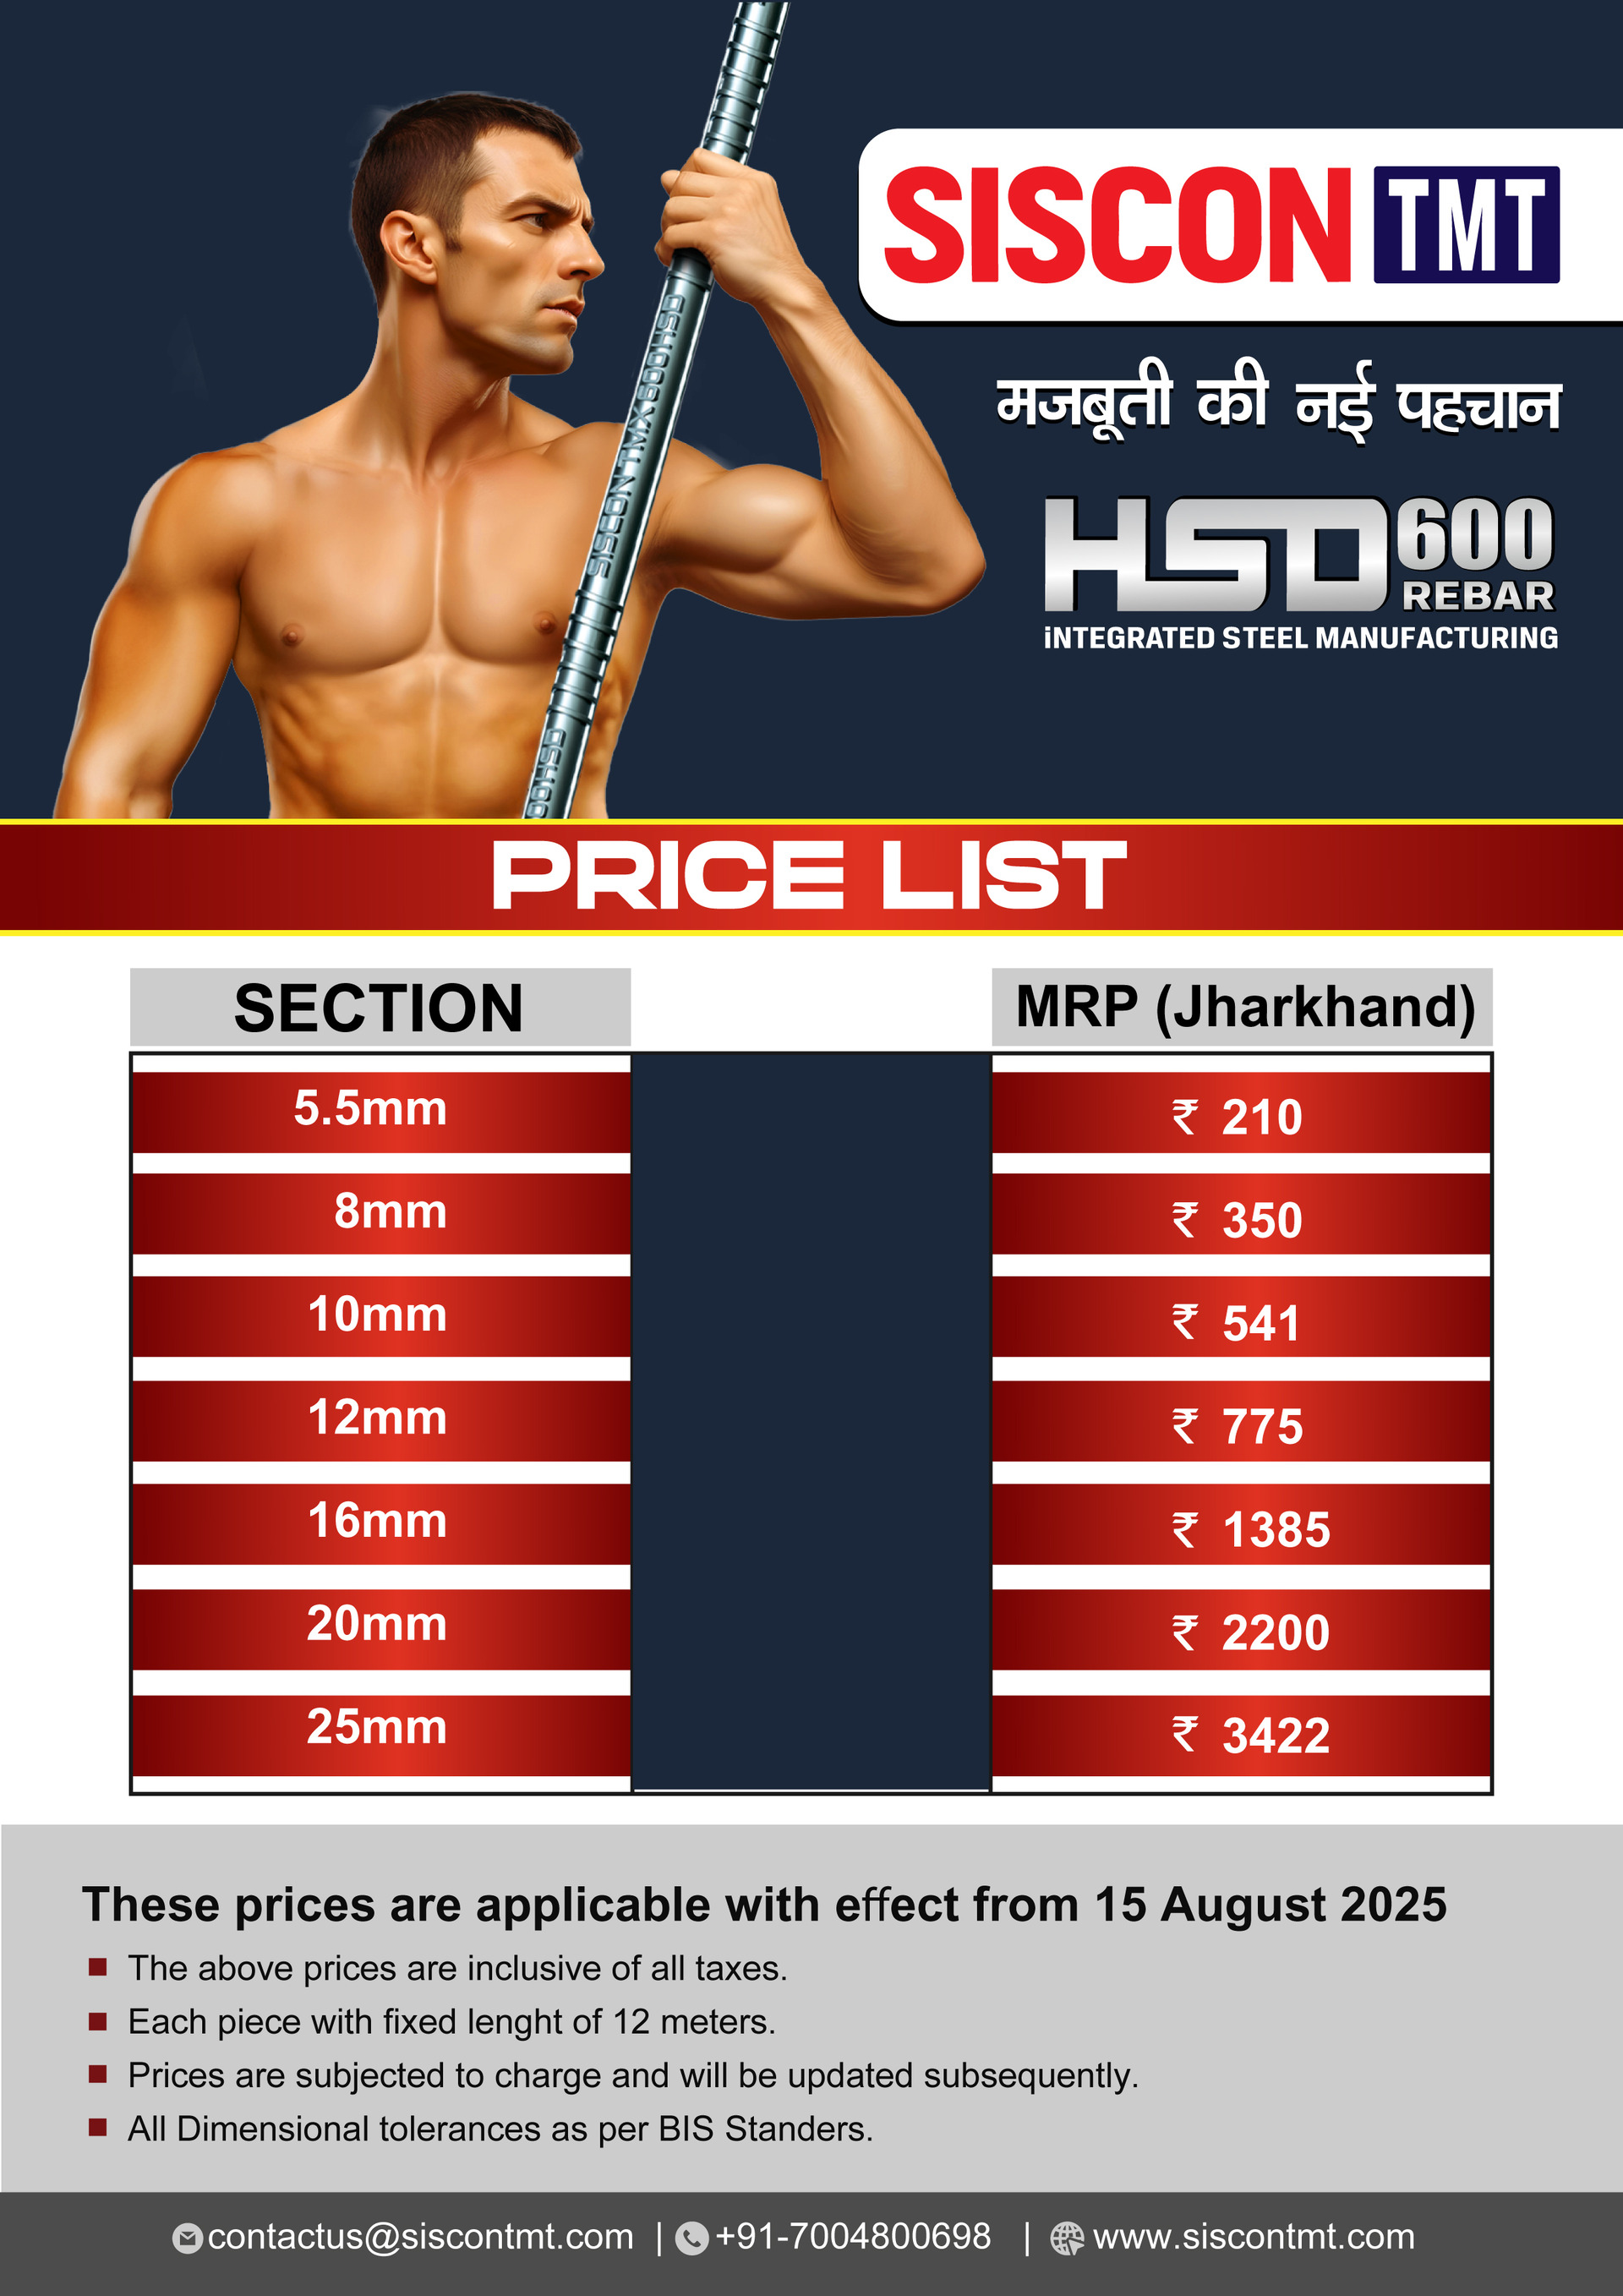 SISCON TMT
मजबूती की नई पहचान
HSD 600
REBAR
iNTEGRATED STEEL MANUFACTURING
SISCON TMX600HSD
PRICE LIST
SECTION MRP (Jharkhand)
5.5mm ₹ 210
8mm ₹ 350
10mm ₹ 541
12mm ₹ 775
16mm ₹ 1385
20mm ₹ 2200
25mm ₹ 3422
These prices are applicable with effect from 15 August 2025
The above prices are inclusive of all taxes.
Each piece with fixed lenght of 12 meters.
Prices are subjected to charge and will be updated subsequently.
All Dimensional tolerances as per BIS Standers.
contactus@siscontmt.com | +91-7004800698 | www.siscontmt.com